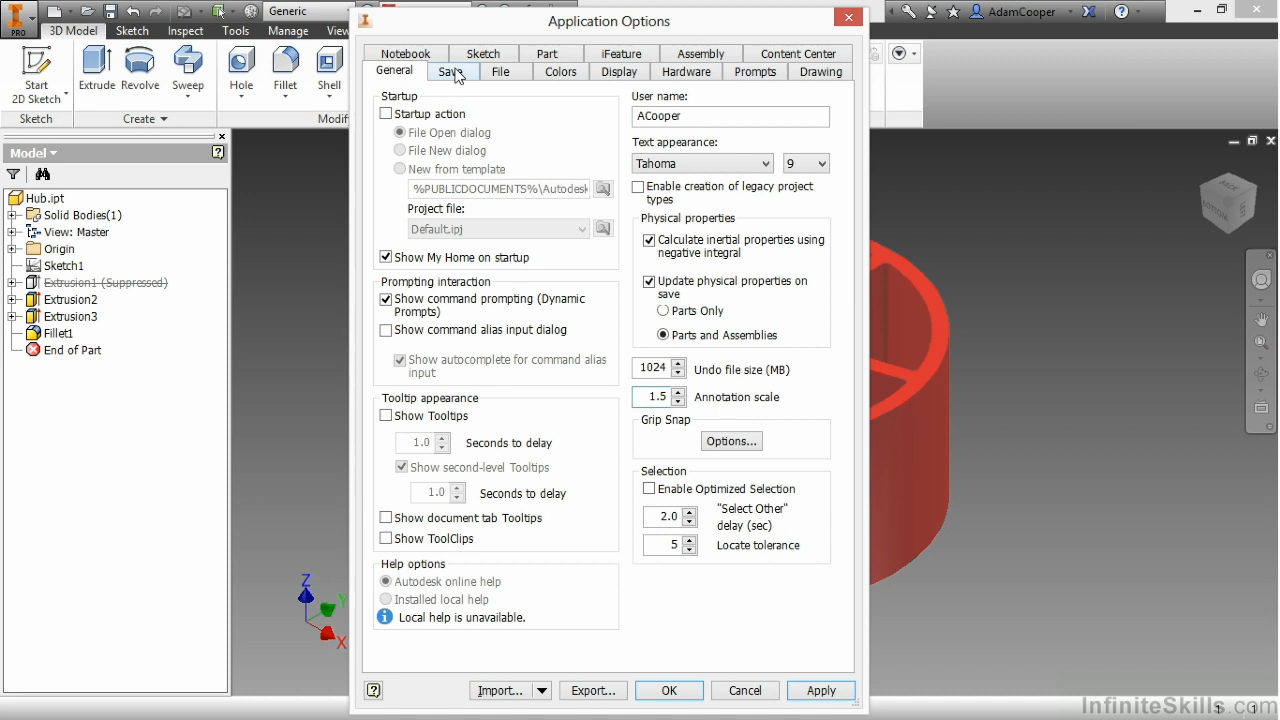 Generic
Application Options
AdamCooper
PRO
3D Model Sketch Inspect Tools Manage
Start
2D Sketch
Extrude Revolve Sweep Hole Fillet Shell
Sketch Create
Model
Hub.ipt
Solid Bodies(1)
View: Master
Origin
Sketch1
Extrusion1 (Suppressed)
Extrusion2
Extrusion3
Fillet1
End of Part
Notebook Sketch Part iFeature Assembly Content Center
General Save File Colors Display Hardware Prompts Drawing
Startup
Startup action
File Open dialog
File New dialog
New from template
%PUBLICDOCUMENTS%\Autodesk
Project file:
Default.ipj
Show My Home on startup
Prompting interaction
Show command prompting (Dynamic
Prompts)
Show command alias input dialog
Show autocomplete for command alias
input
Tooltip appearance
Show Tooltips
1.0 Seconds to delay
Show second-level Tooltips
1.0 Seconds to delay
Show document tab Tooltips
Show ToolClips
Help options
Autodesk online help
Installed local help
Local help is unavailable.
User name:
ACooper
Text appearance:
Tahoma 9
Enable creation of legacy project
types
Physical properties
Calculate inertial properties using
negative integral
Update physical properties on
save
Parts Only
Parts and Assemblies
1024 Undo file size (MB)
1.5 Annotation scale
Grip Snap
Options...
Selection
Enable Optimized Selection
2.0 "Select Other"
delay (sec)
5 Locate tolerance
Import... Export... OK Cancel Apply
BOTTOM
Z
Y
X
InfiniteSkills.com
1 1